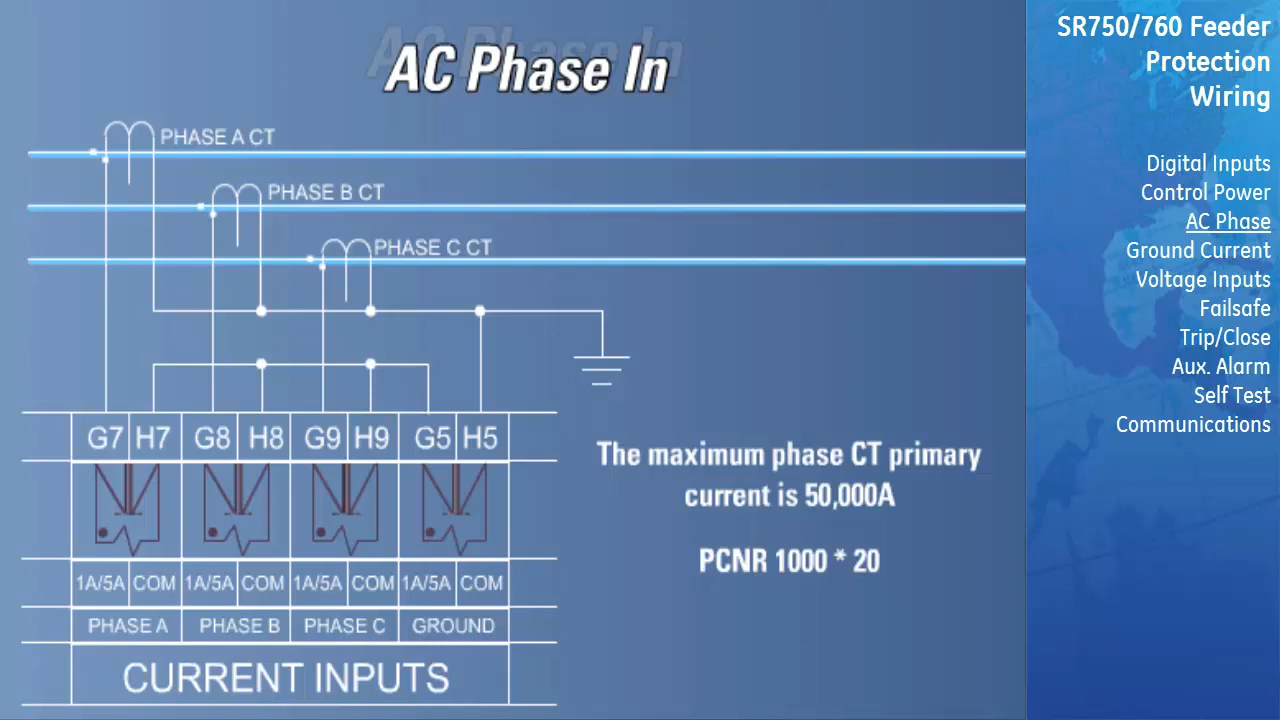 AC Phase In
PHASE A CT
PHASE B CT
PHASE C CT
G7 H7 G8 H8 G9 H9 G5 H5
1A/5A COM 1A/5A COM 1A/5A COM 1A/5A COM
PHASE A PHASE B PHASE C GROUND
CURRENT INPUTS
The maximum phase CT primary
current is 50,000A
PCNR 1000 * 20
SR750/760 Feeder
Protection
Wiring
Digital Inputs
Control Power
AC Phase
Ground Current
Voltage Inputs
Failsafe
Trip/Close
Aux. Alarm
Self Test
Communications